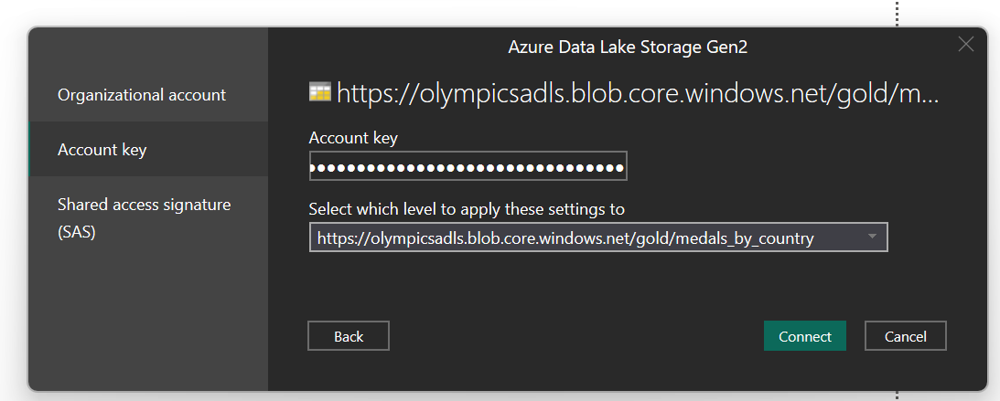 Azure Data Lake Storage Gen2
Organizational account
Account key
Shared access signature
(SAS)
https://olympicsadls.blob.core.windows.net/gold/m...
Account key
Select which level to apply these settings to
https://olympicsadls.blob.core.windows.net/gold/medals_by_country
Back
Connect
Cancel